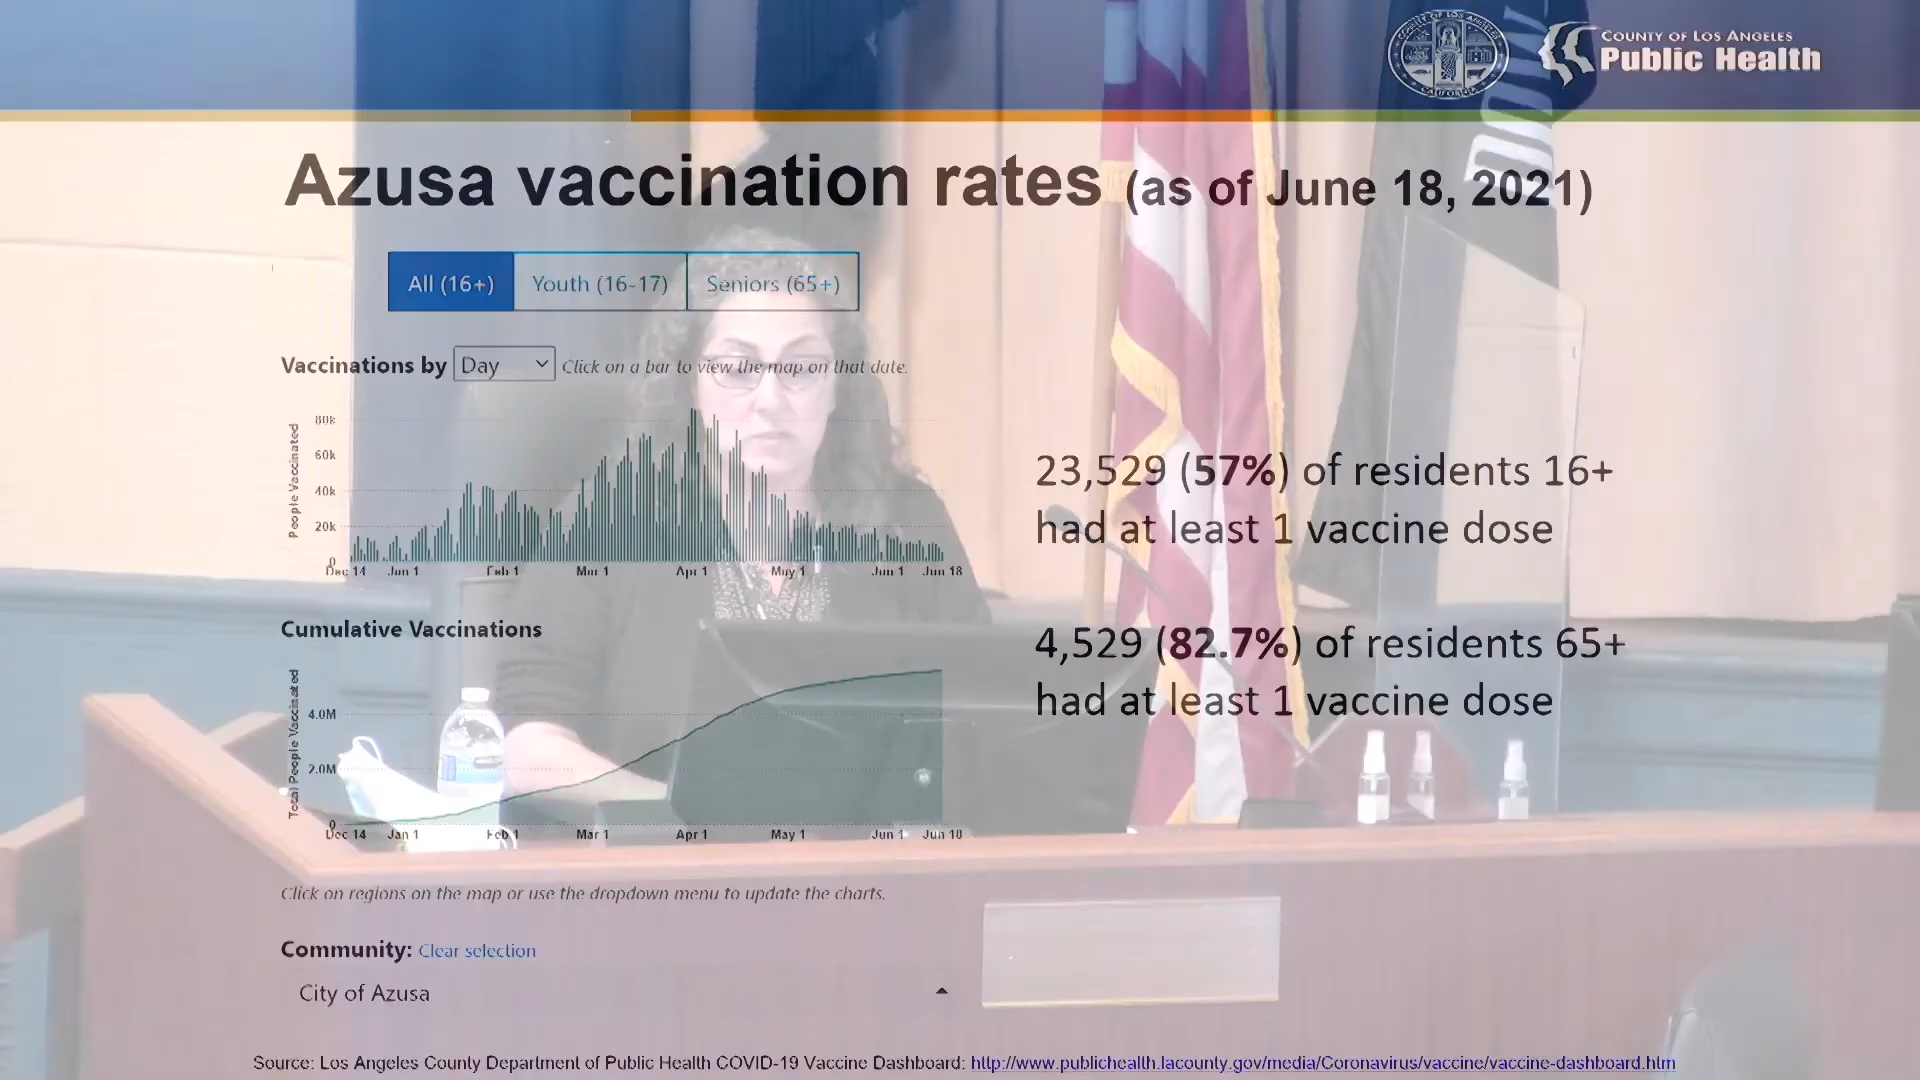 COUNTY OF LOS ANGELES
Public Health
Azusa vaccination rates (as of June 18, 2021)
All (16+) Youth (16-17) Seniors (65+)
Vaccinations by Day Click on a bar to view the map on that date.
People Vaccinated
80k
60k
40k
20k
0
Dec 14 Jan 1 Feb 1 Mar 1 Apr 1 May 1 Jun 1 Jun 18
23,529 (57%) of residents 16+
had at least 1 vaccine dose
Cumulative Vaccinations
Total People Vaccinated
4.0M
2.0M
0
Dec 14 Jan 1 Feb 1 Mar 1 Apr 1 May 1 Jun 1 Jun 18
4,529 (82.7%) of residents 65+
had at least 1 vaccine dose
Click on regions on the map or use the dropdown menu to update the charts.
Community: Clear selection
City of Azusa
Source: Los Angeles County Department of Public Health COVID-19 Vaccine Dashboard: http://www.publichealth.lacounty.gov/media/Coronavirus/vaccine/vaccine-dashboard.htm